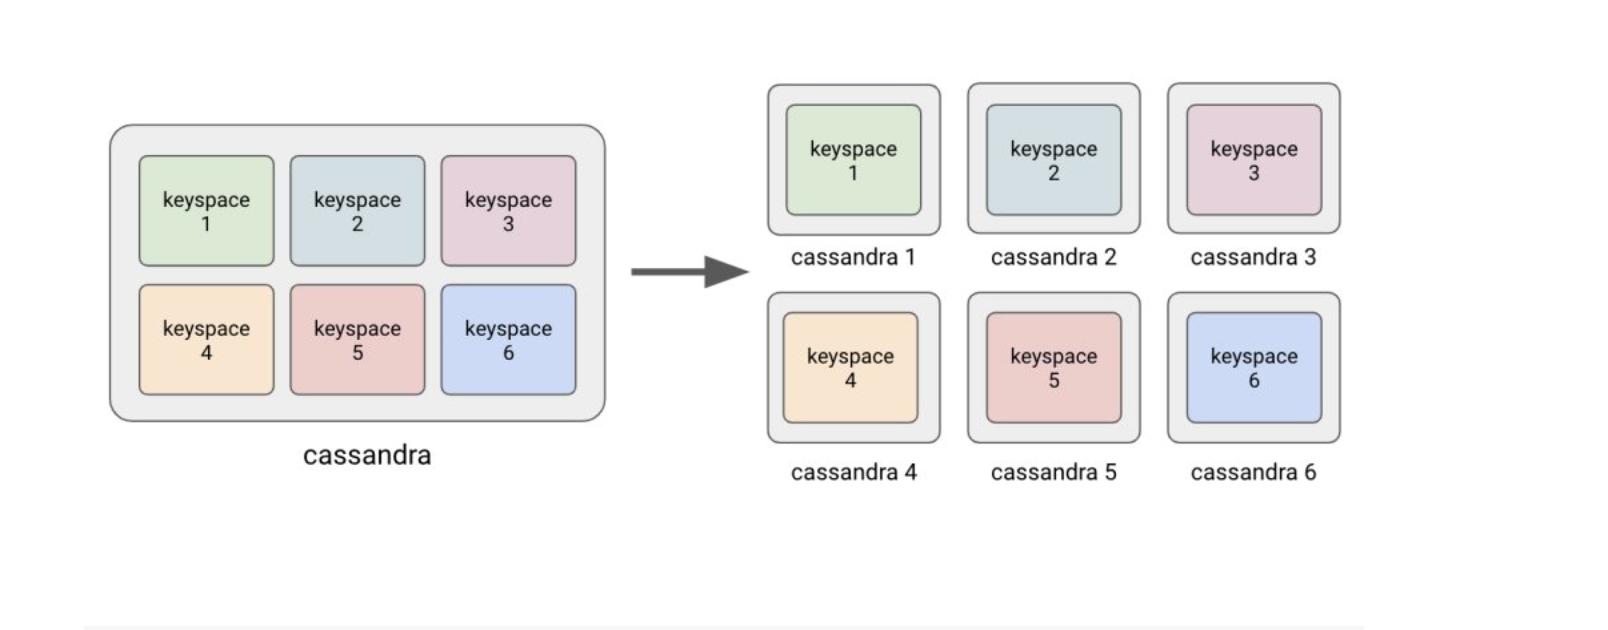 keyspace
1
keyspace
2
keyspace
3
keyspace
4
keyspace
5
keyspace
6
cassandra
keyspace
1
keyspace
2
keyspace
3
cassandra 1
cassandra 2
cassandra 3
keyspace
4
keyspace
5
keyspace
6
cassandra 4
cassandra 5
cassandra 6